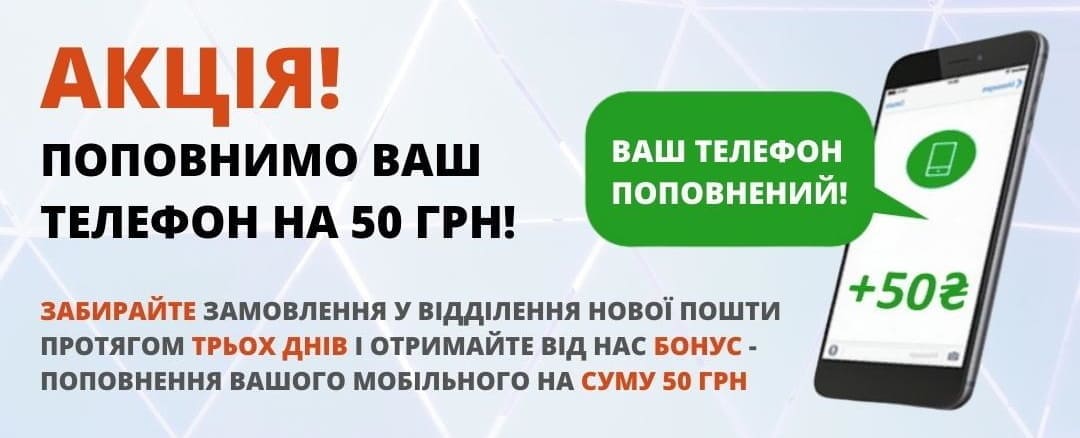 АКЦІЯ!
ПОПОВНИМО ВАШ
ТЕЛЕФОН НА 50 ГРН!
ВАШ ТЕЛЕФОН
ПОПОВНЕНИЙ!
+50₴
ЗАБИРАЙТЕ ЗАМОВЛЕННЯ У ВІДДІЛЕННЯ НОВОЇ ПОШТИ
ПРОТЯГОМ ТРЬОХ ДНІВ І ОТРИМАЙТЕ ВІД НАС БОНУС -
ПОПОВНЕННЯ ВАШОГО МОБІЛЬНОГО НА СУМУ 50 ГРН